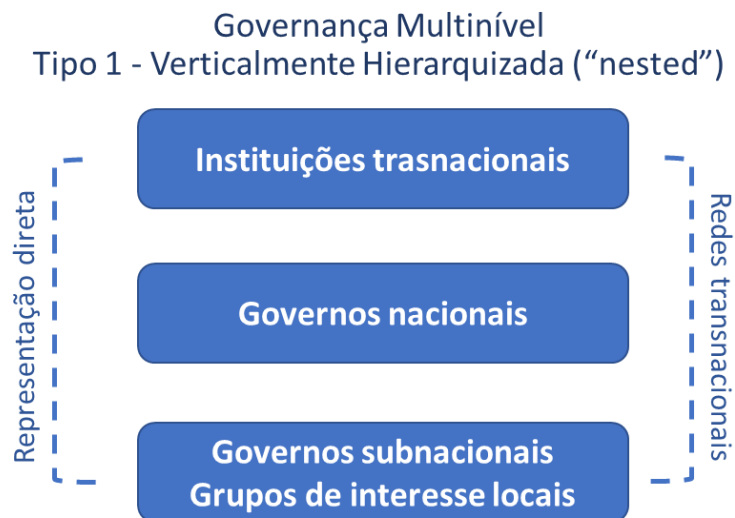 Governança Multinível
Tipo 1 - Verticalmente Hierarquizada (“nested”)
Instituições trasnacionais
Representação direta
Redes transnacionais
Governos nacionais
Governos subnacionais
Grupos de interesse locais